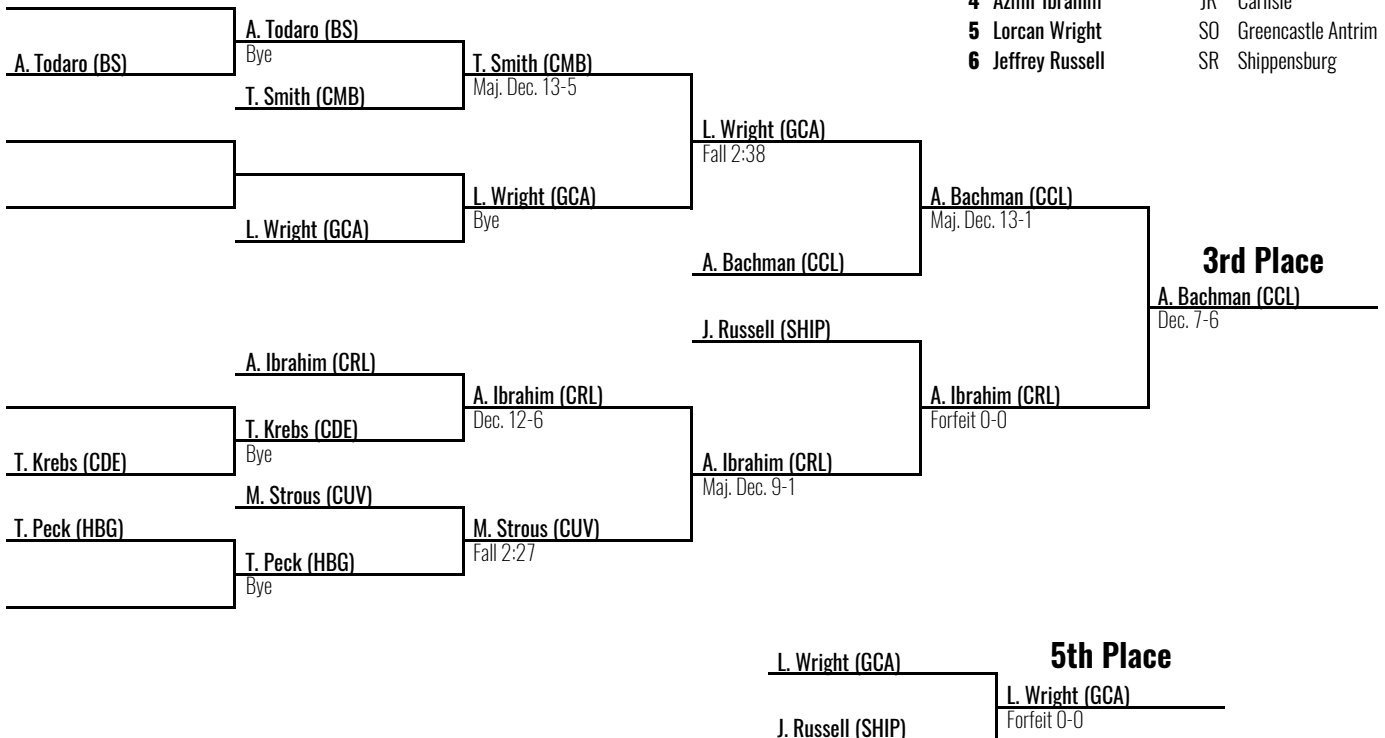 4 Azmir Ibrahim JR Carlisle
5 Lorcan Wright SO Greencastle Antrim
6 Jeffrey Russell SR Shippensburg
A. Todaro (BS)
A. Todaro (BS)
Bye
T. Smith (CMB)
T. Smith (CMB)
Maj. Dec. 13-5
L. Wright (GCA)
L. Wright (GCA)
Bye
L. Wright (GCA)
Fall 2:38
A. Bachman (CCL)
A. Bachman (CCL)
Maj. Dec. 13-1
3rd Place
A. Bachman (CCL)
Dec. 7-6
J. Russell (SHIP)
A. Ibrahim (CRL)
Forfeit 0-0
A. Ibrahim (CRL)
A. Ibrahim (CRL)
Dec. 12-6
T. Krebs (CDE)
T. Krebs (CDE)
Bye
A. Ibrahim (CRL)
Maj. Dec. 9-1
M. Strous (CUV)
M. Strous (CUV)
Fall 2:27
T. Peck (HBG)
T. Peck (HBG)
Bye
5th Place
L. Wright (GCA)
L. Wright (GCA)
Forfeit 0-0
J. Russell (SHIP)